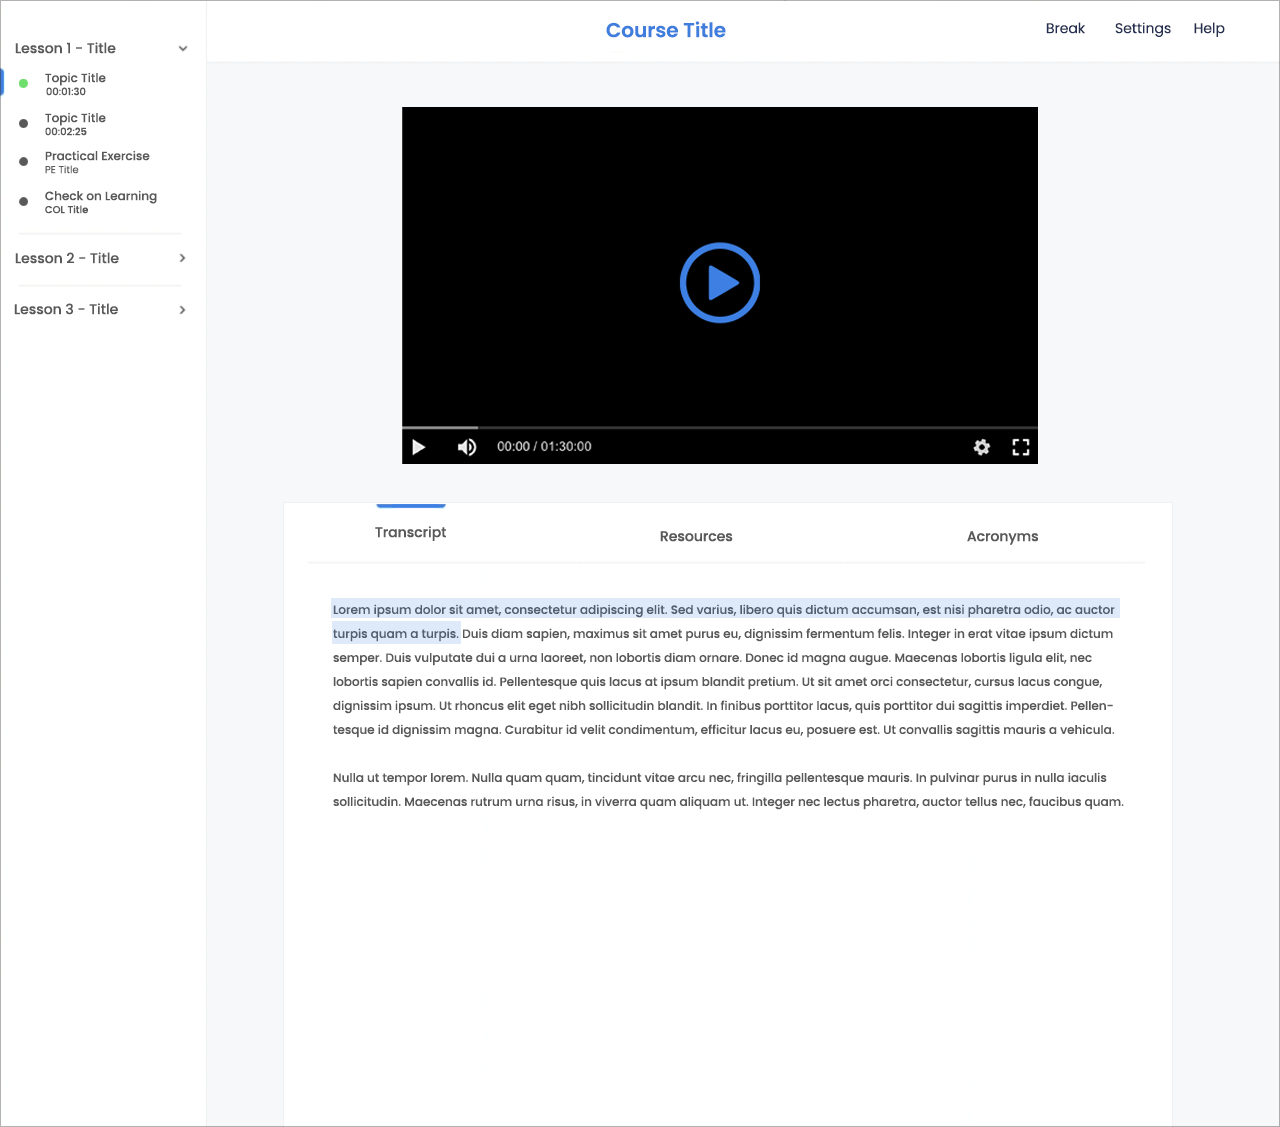 Course Title
Break
Settings
Help
Lesson 1 - Title
Topic Title
00:01:30
Topic Title
00:02:25
Practical Exercise
PE Title
Check on Learning
COL Title
Lesson 2 - Title
Lesson 3 - Title
00:00 / 01:30:00
Transcript
Resources
Acronyms
Lorem ipsum dolor sit amet, consectetur adipiscing elit. Sed varius, libero quis dictum accumsan, est nisi pharetra odio, ac auctor
turpis quam a turpis. Duis diam sapien, maximus sit amet purus eu, dignissim fermentum felis. Integer in erat vitae ipsum dictum
semper. Duis vulputate dui a urna laoreet, non lobortis diam ornare. Donec id magna augue. Maecenas lobortis ligula elit, nec
lobortis sapien convallis id. Pellentesque quis lacus at ipsum blandit pretium. Ut sit amet orci consectetur, cursus lacus congue,
dignissim ipsum. Ut rhoncus elit eget nibh sollicitudin blandit. In finibus porttitor lacus, quis porttitor dui sagittis imperdiet. Pellen-
tesque id dignissim magna. Curabitur id velit condimentum, efficitur lacus eu, posuere est. Ut convallis sagittis mauris a vehicula.
Nulla ut tempor lorem. Nulla quam quam, tincidunt vitae arcu nec, fringilla pellentesque mauris. In pulvinar purus in nulla iaculis
sollicitudin. Maecenas rutrum urna risus, in viverra quam aliquam ut. Integer nec lectus pharetra, auctor tellus nec, faucibus quam.